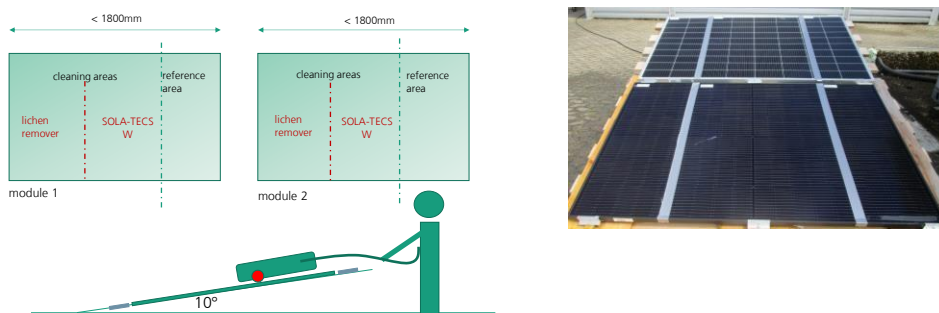 < 1800mm
< 1800mm
cleaning areas
reference
area
lichen
remover
SOLA-TECS
W
cleaning areas
reference
area
lichen
remover
SOLA-TECS
W
module 1
module 2
10°